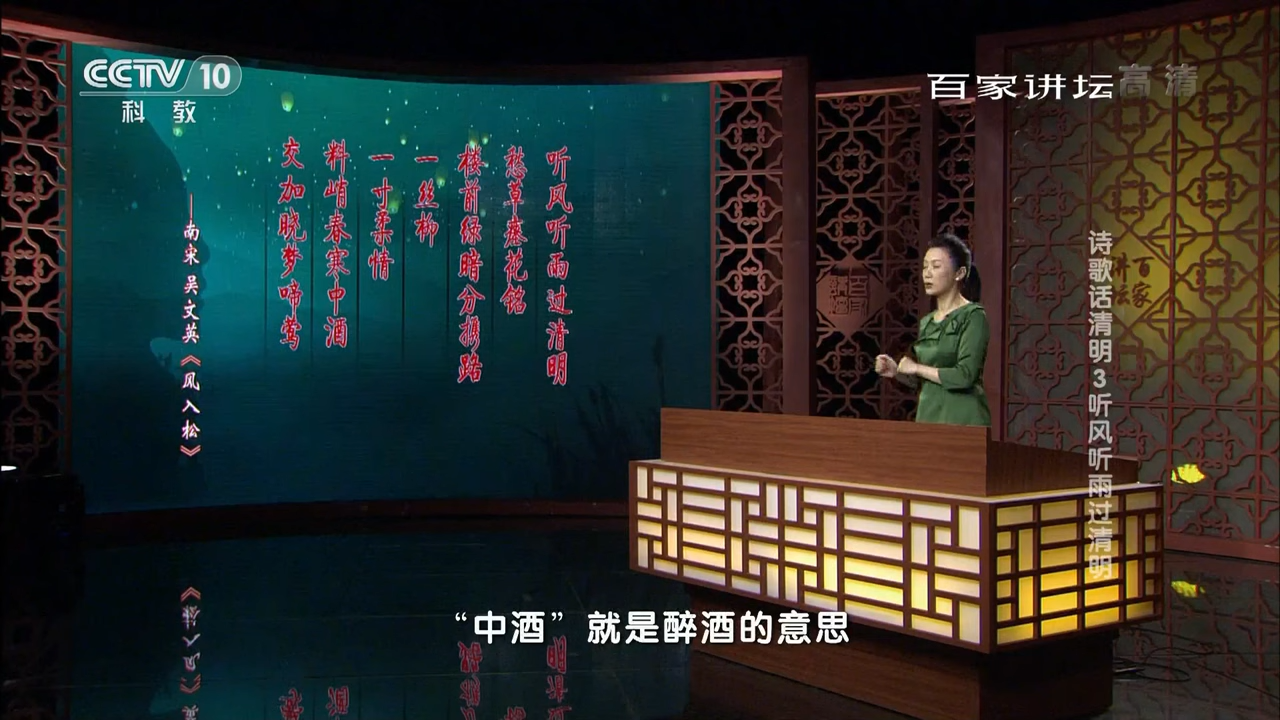 CCTV 10
科教
百家讲坛
高清
听风听雨过清明
愁草瘗花铭
楼前绿暗分携路
一丝柳
一寸柔情
料峭春寒中酒
交加晓梦啼莺
——南宋 吴文英《风入松》
诗歌话清明3听风听雨过清明
百家
讲坛
“中酒”就是醉酒的意思